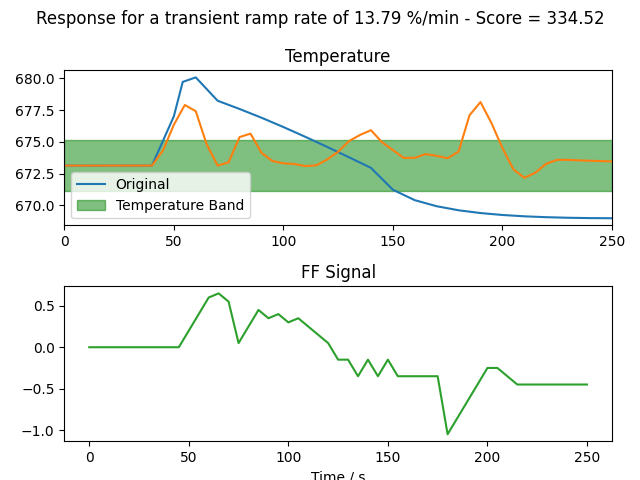 Response for a transient ramp rate of 13.79 %/min - Score = 334.52
Temperature
680.0
677.5
675.0
672.5
670.0
Original
Temperature Band
0 50 100 150 200 250
FF Signal
0.5
0.0
−0.5
−1.0
0 50 100 150 200 250
Time / s